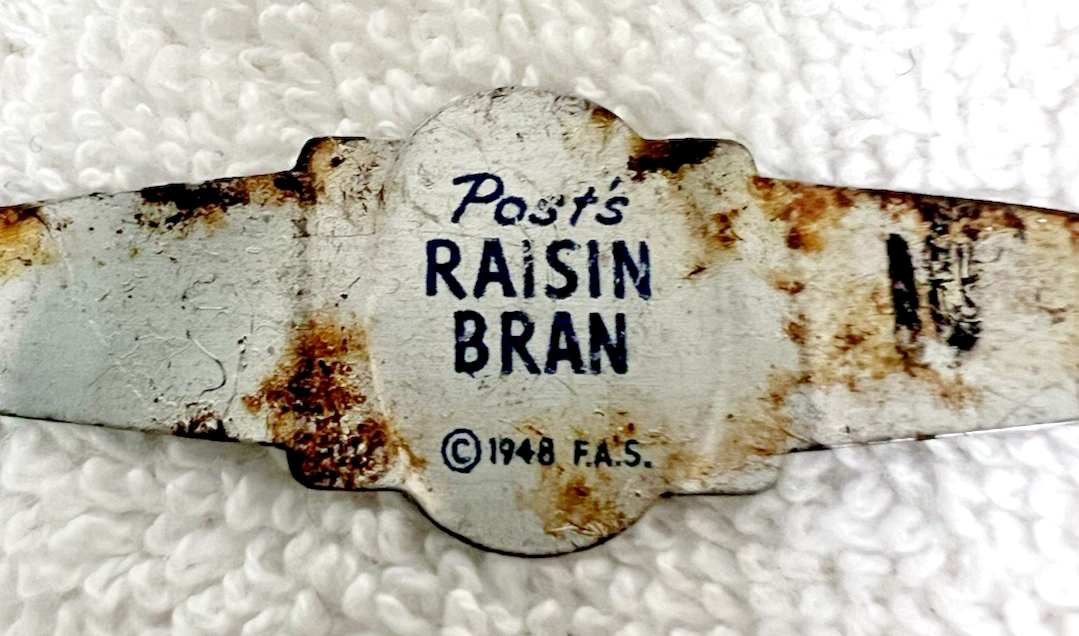 Post's
RAISIN
BRAN
©1948 F.A.S.